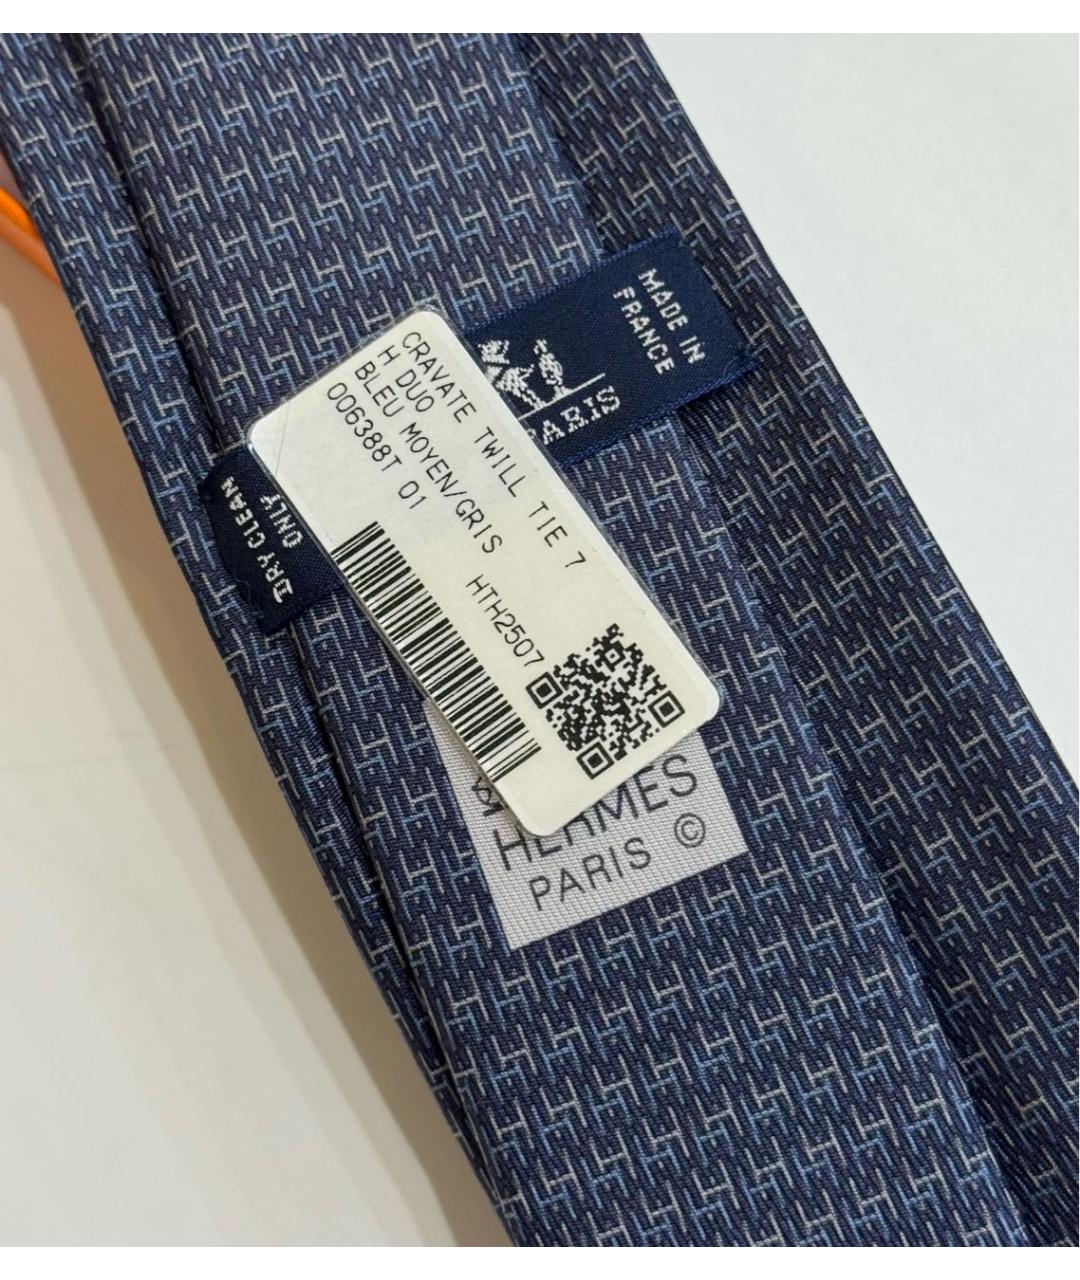 CRAVATE TWILL TIE 7
H DUO
BLEU MOYEN/GRIS
006388T 01
HTH2507
MADE IN
FRANCE
PARIS
DRY CLEAN
ONLY
HERMES
PARIS ©